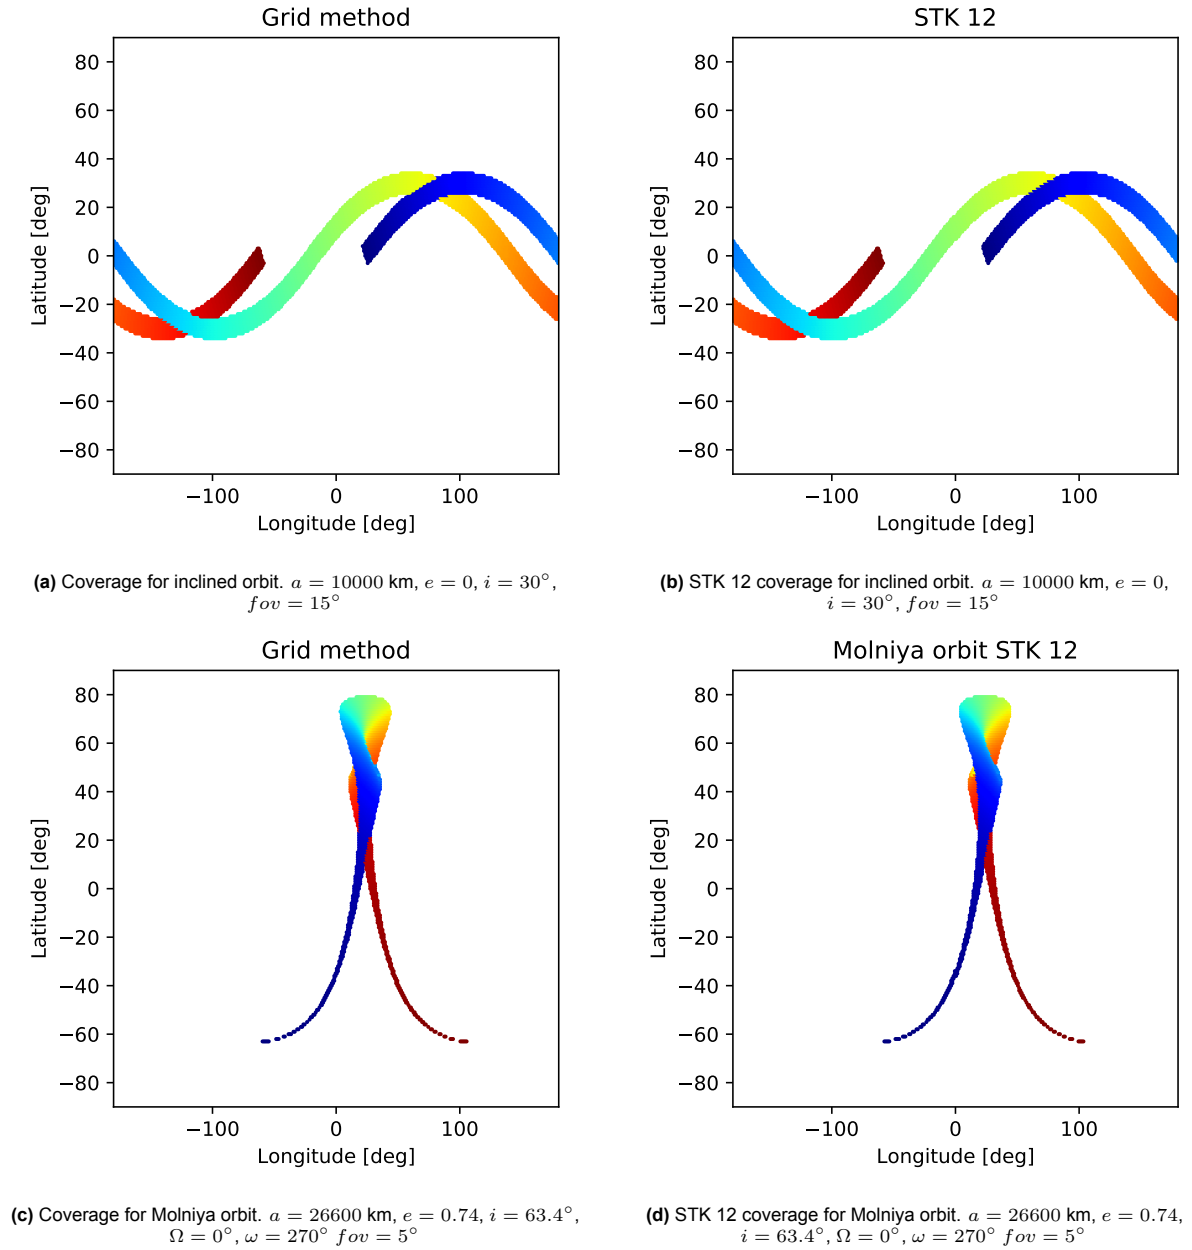 Grid method
80
60
40
20
0
−20
−40
−60
−80
Latitude [deg]
−100 0 100
Longitude [deg]
STK 12
80
60
40
20
0
−20
−40
−60
−80
Latitude [deg]
−100 0 100
Longitude [deg]
(a) Coverage for inclined orbit. a = 10000 km, e = 0, i = 30°,
fov = 15°
(b) STK 12 coverage for inclined orbit. a = 10000 km, e = 0,
i = 30°, fov = 15°
Grid method
80
60
40
20
0
−20
−40
−60
−80
Latitude [deg]
−100 0 100
Longitude [deg]
Molniya orbit STK 12
80
60
40
20
0
−20
−40
−60
−80
Latitude [deg]
−100 0 100
Longitude [deg]
(c) Coverage for Molniya orbit. a = 26600 km, e = 0.74, i = 63.4°,
Ω = 0°, ω = 270° fov = 5°
(d) STK 12 coverage for Molniya orbit. a = 26600 km, e = 0.74,
i = 63.4°, Ω = 0°, ω = 270° fov = 5°